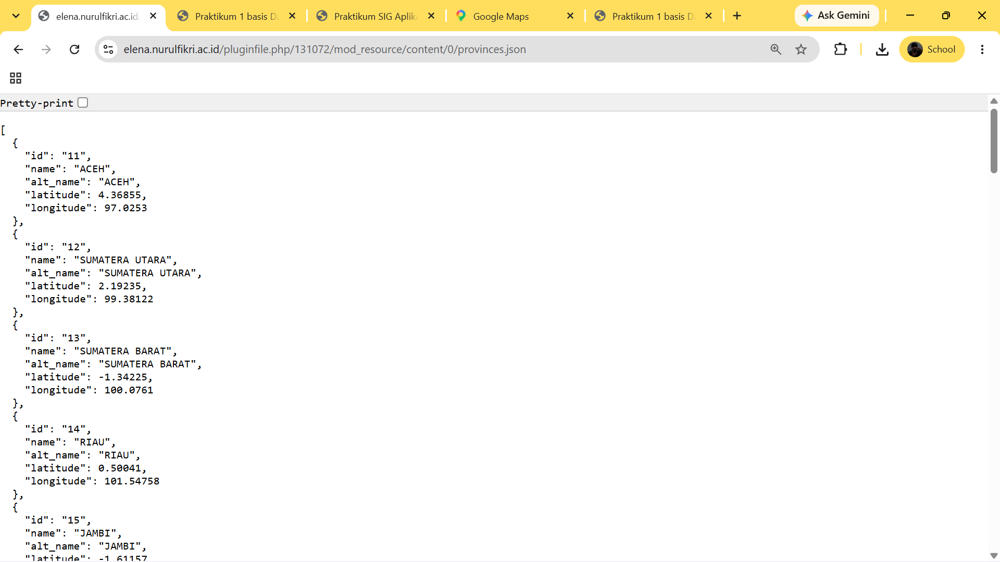 elena.nurulfikri.ac.id/
Praktikum 1 basis Da
Praktikum SIG Aplika
Google Maps
Praktikum 1 basis Da
Ask Gemini
elena.nurulfikri.ac.id/pluginfile.php/131072/mod_resource/content/0/provinces.json
School
Pretty-print
[
  {
    "id": "11",
    "name": "ACEH",
    "alt_name": "ACEH",
    "latitude": 4.36855,
    "longitude": 97.0253
  },
  {
    "id": "12",
    "name": "SUMATERA UTARA",
    "alt_name": "SUMATERA UTARA",
    "latitude": 2.19235,
    "longitude": 99.38122
  },
  {
    "id": "13",
    "name": "SUMATERA BARAT",
    "alt_name": "SUMATERA BARAT",
    "latitude": -1.34225,
    "longitude": 100.0761
  },
  {
    "id": "14",
    "name": "RIAU",
    "alt_name": "RIAU",
    "latitude": 0.50041,
    "longitude": 101.54758
  },
  {
    "id": "15",
    "name": "JAMBI",
    "alt_name": "JAMBI",
    "latitude": -1.61157